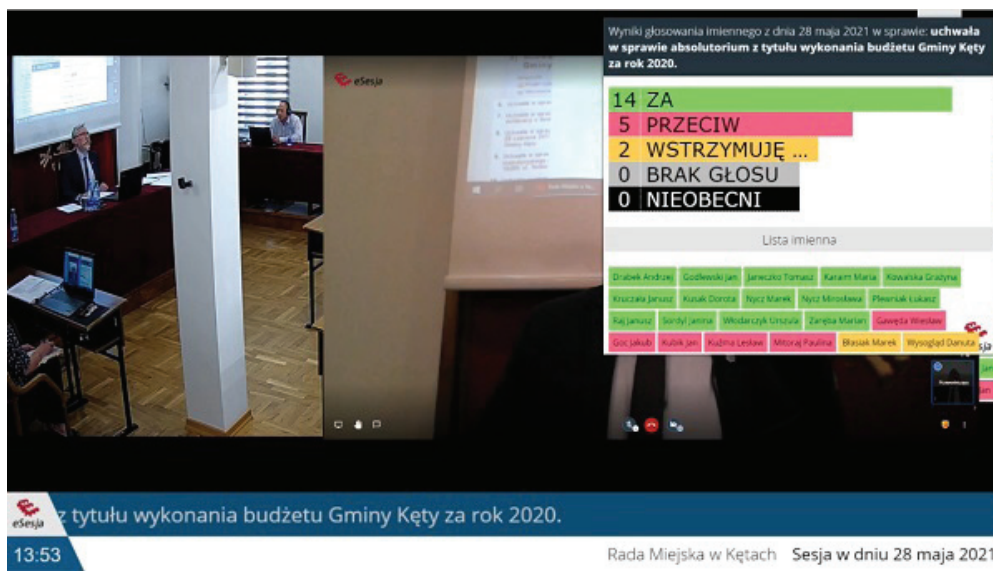 Wyniki głosowania imiennego z dnia 28 maja 2021 w sprawie: uchwała
w sprawie absolutorium z tytułu wykonania budżetu Gminy Kęty
za rok 2020.
eSesja
14 ZA
5 PRZECIW
2 WSTRZYMUJĘ ...
0 BRAK GŁOSU
0 NIEOBECNI
Lista imienna
Drabek Andrzej Godlewski Jan Janeczko Tomasz Karaim Maria Kowalska Grażyna
Kruczała Janusz Kusak Dorota Nycz Marek Nycz Mirosława Plewniak Łukasz
Raj Janusz Sordyl Janina Włodarczyk Urszula Zaręba Marian Gawęda Wiesław
Goc Jakub Kubik Jan Kuźma Lesław Mitoraj Paulina Błasiak Marek Wysogląd Danuta
eSesja
z tytułu wykonania budżetu Gminy Kęty za rok 2020.
13:53
Rada Miejska w Kętach Sesja w dniu 28 maja 2021